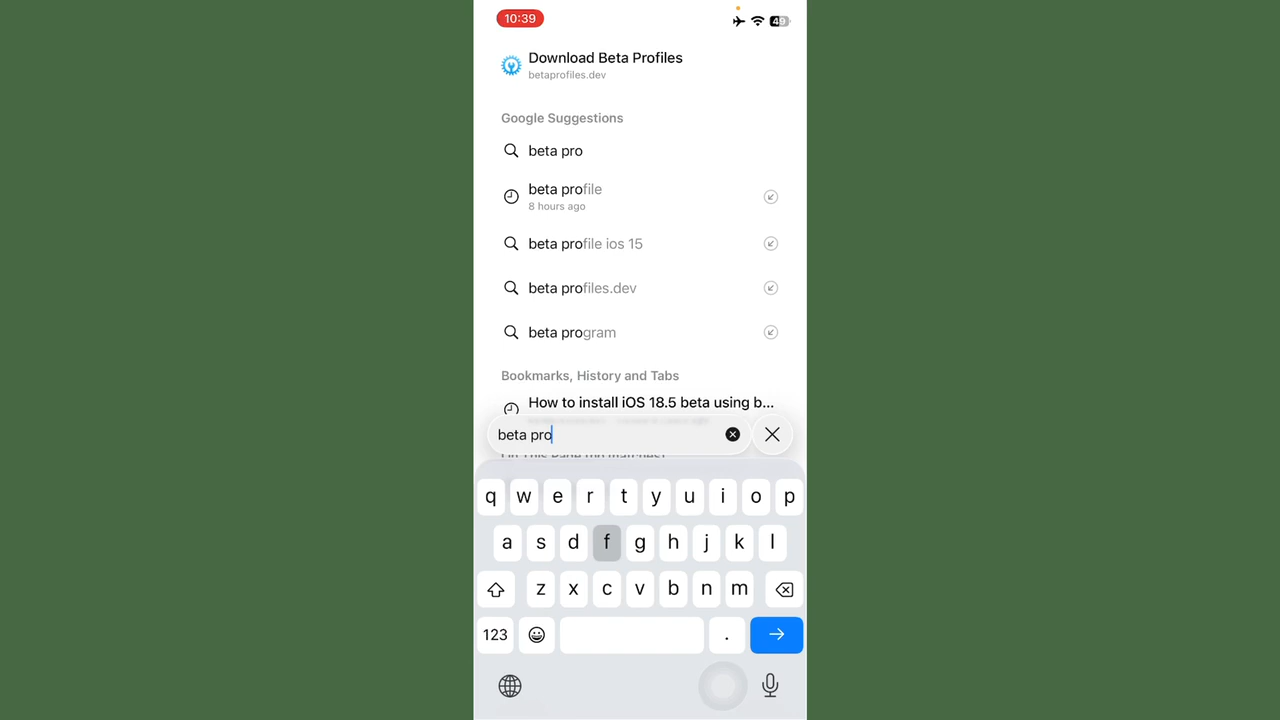 10:39
49
Download Beta Profiles
betaprofiles.dev
Google Suggestions
beta pro
beta profile
8 hours ago
beta profile ios 15
beta profiles.dev
beta program
Bookmarks, History and Tabs
How to install iOS 18.5 beta using b...
beta pro
q w e r t y u i o p
a s d f g h j k l
z x c v b n m
123 .